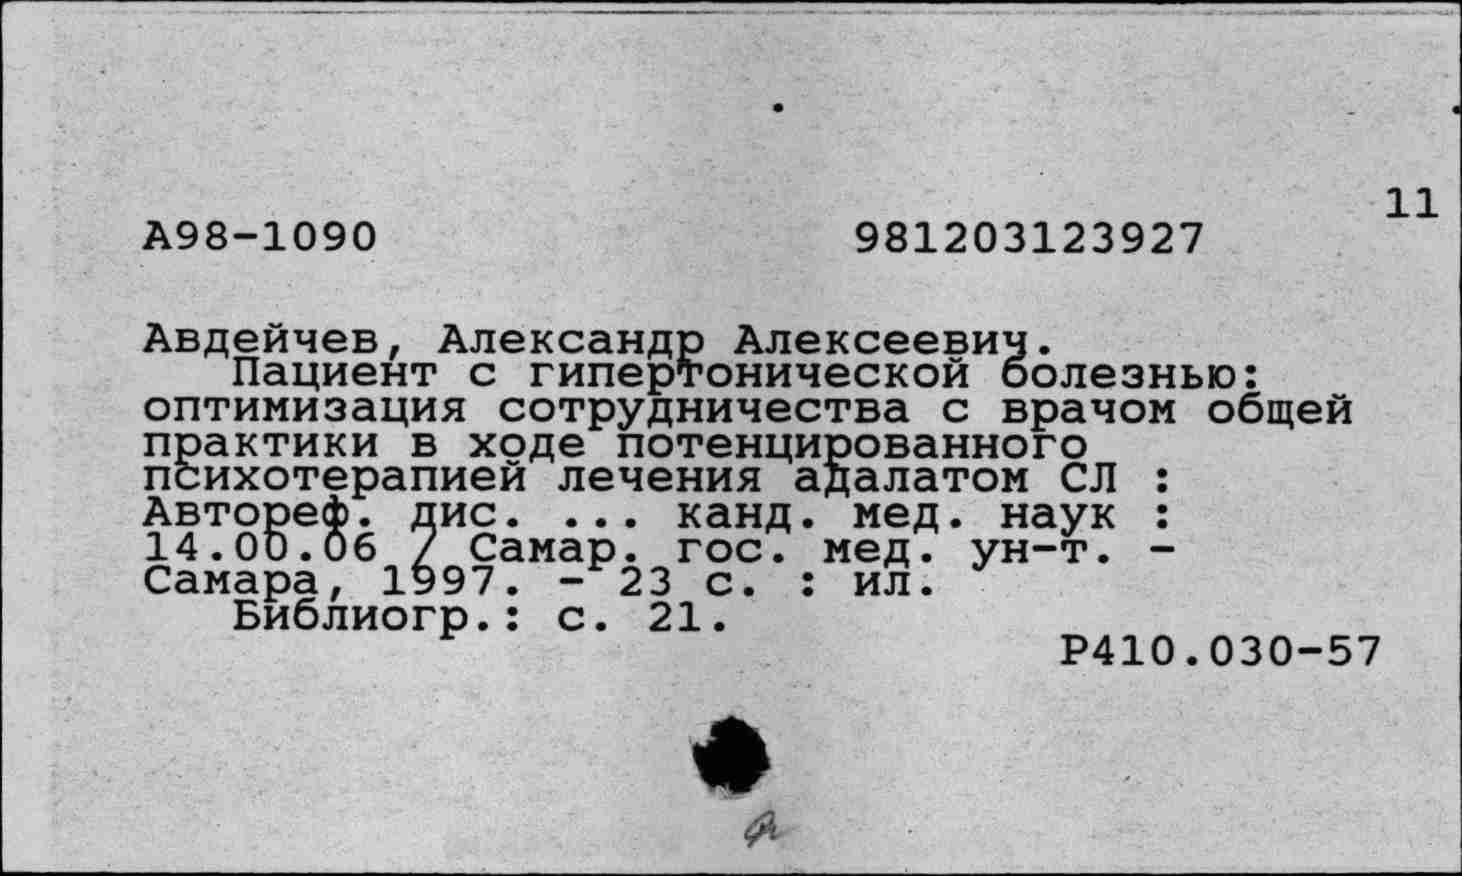 11
А98-1090 981203123927
Авдейчев, Александр Алексеевич.
Пациент с гипертонической болезнью:
оптимизация сотрудничества с врачом общей
практики в ходе потенцированного
психотерапией лечения адалатом СЛ :
Автореф. дис. ... канд. мед. наук :
14.00.06 / Самар. гос. мед. ун-т. -
Самара, 1997. - 23 с. : ил.
Библиогр.: с. 21.
Р410.030-57